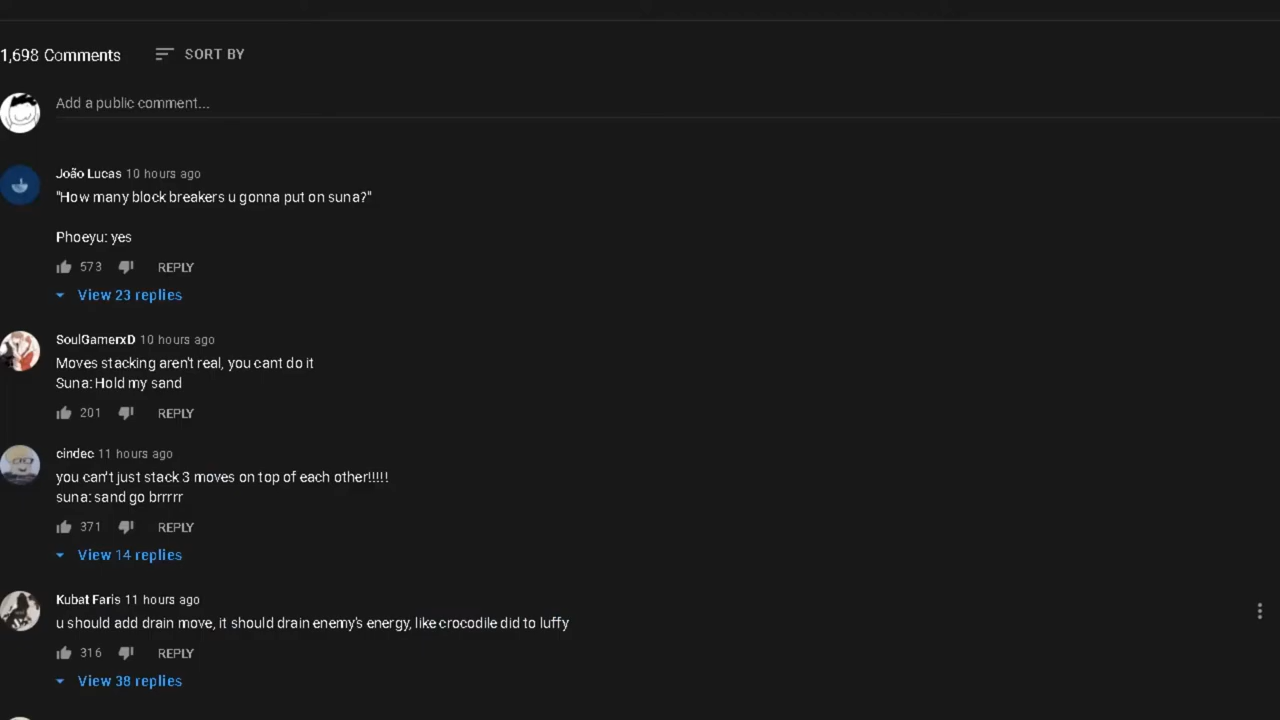 1,698 Comments SORT BY
Add a public comment...
João Lucas 10 hours ago
"How many block breakers u gonna put on suna?"
Phoeyu: yes
573 REPLY
View 23 replies
SoulGamerxD 10 hours ago
Moves stacking aren't real, you cant do it
Suna: Hold my sand
201 REPLY
cindec 11 hours ago
you can't just stack 3 moves on top of each other!!!!!
suna: sand go brrrrr
371 REPLY
View 14 replies
Kubat Faris 11 hours ago
u should add drain move, it should drain enemy's energy, like crocodile did to luffy
316 REPLY
View 38 replies